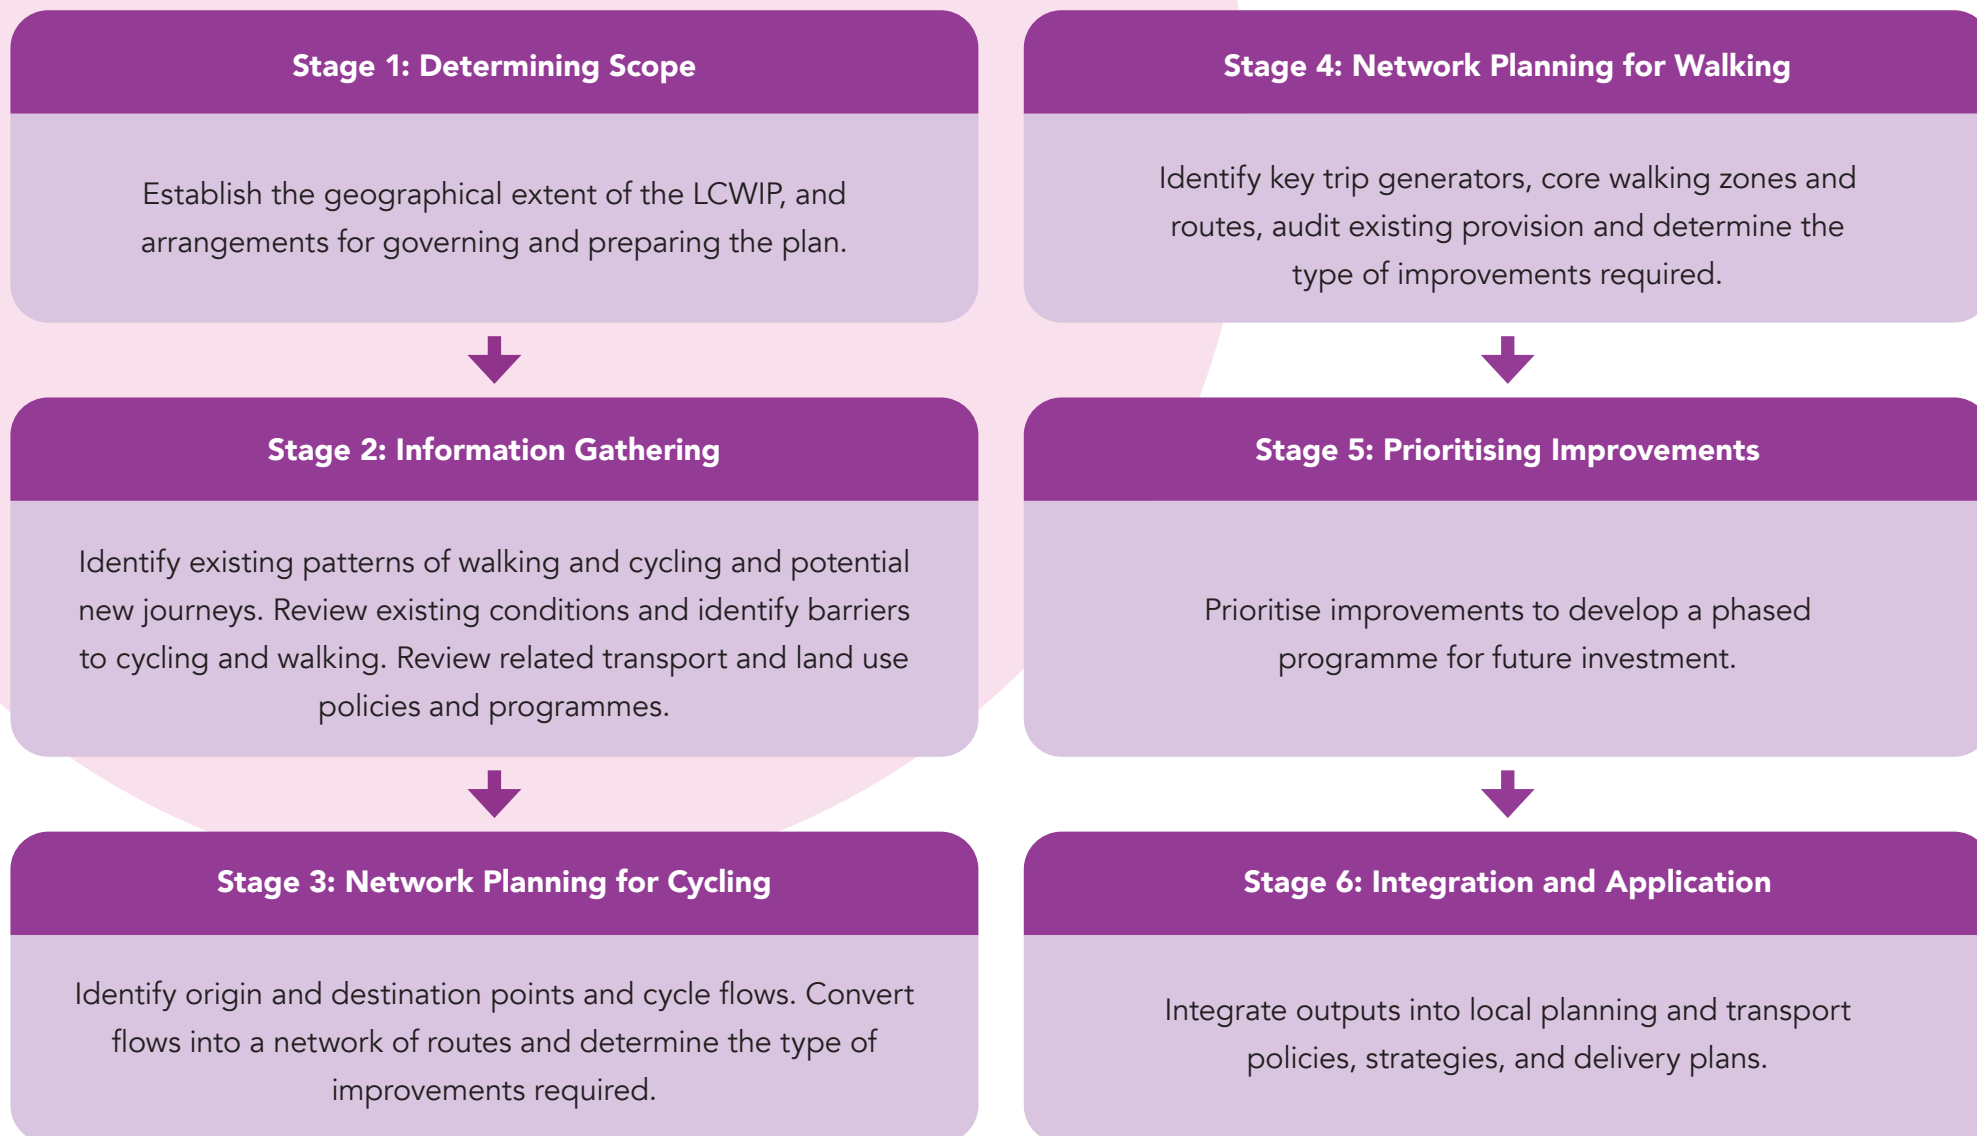 Stage 1: Determining Scope
Establish the geographical extent of the LCWIP, and
arrangements for governing and preparing the plan.
Stage 2: Information Gathering
Identify existing patterns of walking and cycling and potential
new journeys. Review existing conditions and identify barriers
to cycling and walking. Review related transport and land use
policies and programmes.
Stage 3: Network Planning for Cycling
Identify origin and destination points and cycle flows. Convert
flows into a network of routes and determine the type of
improvements required.
Stage 4: Network Planning for Walking
Identify key trip generators, core walking zones and
routes, audit existing provision and determine the
type of improvements required.
Stage 5: Prioritising Improvements
Prioritise improvements to develop a phased
programme for future investment.
Stage 6: Integration and Application
Integrate outputs into local planning and transport
policies, strategies, and delivery plans.